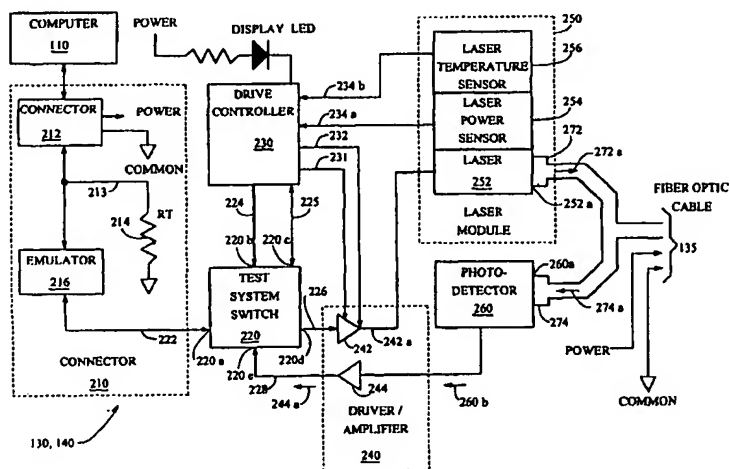 COMPUTER
110
POWER
DISPLAY LED
250
LASER
TEMPERATURE
SENSOR
256
234 b
CONNECTOR
212
POWER
COMMON
DRIVE
CONTROLLER
230
234 a
232
231
LASER
POWER
SENSOR
254
272
272 a
LASER
252
252 a
LASER
MODULE
FIBER OPTIC
CABLE
135
213
214
RT
224
225
220 b
220 c
EMULATOR
216
222
TEST
SYSTEM
SWITCH
220
220 a
220 e
220d
226
242
242 a
PHOTO-
DETECTOR
260
260a
274 a
274
POWER
COMMON
CONNECTOR
210
228
244 a
244
260 b
DRIVER /
AMPLIFIER
240
130, 140